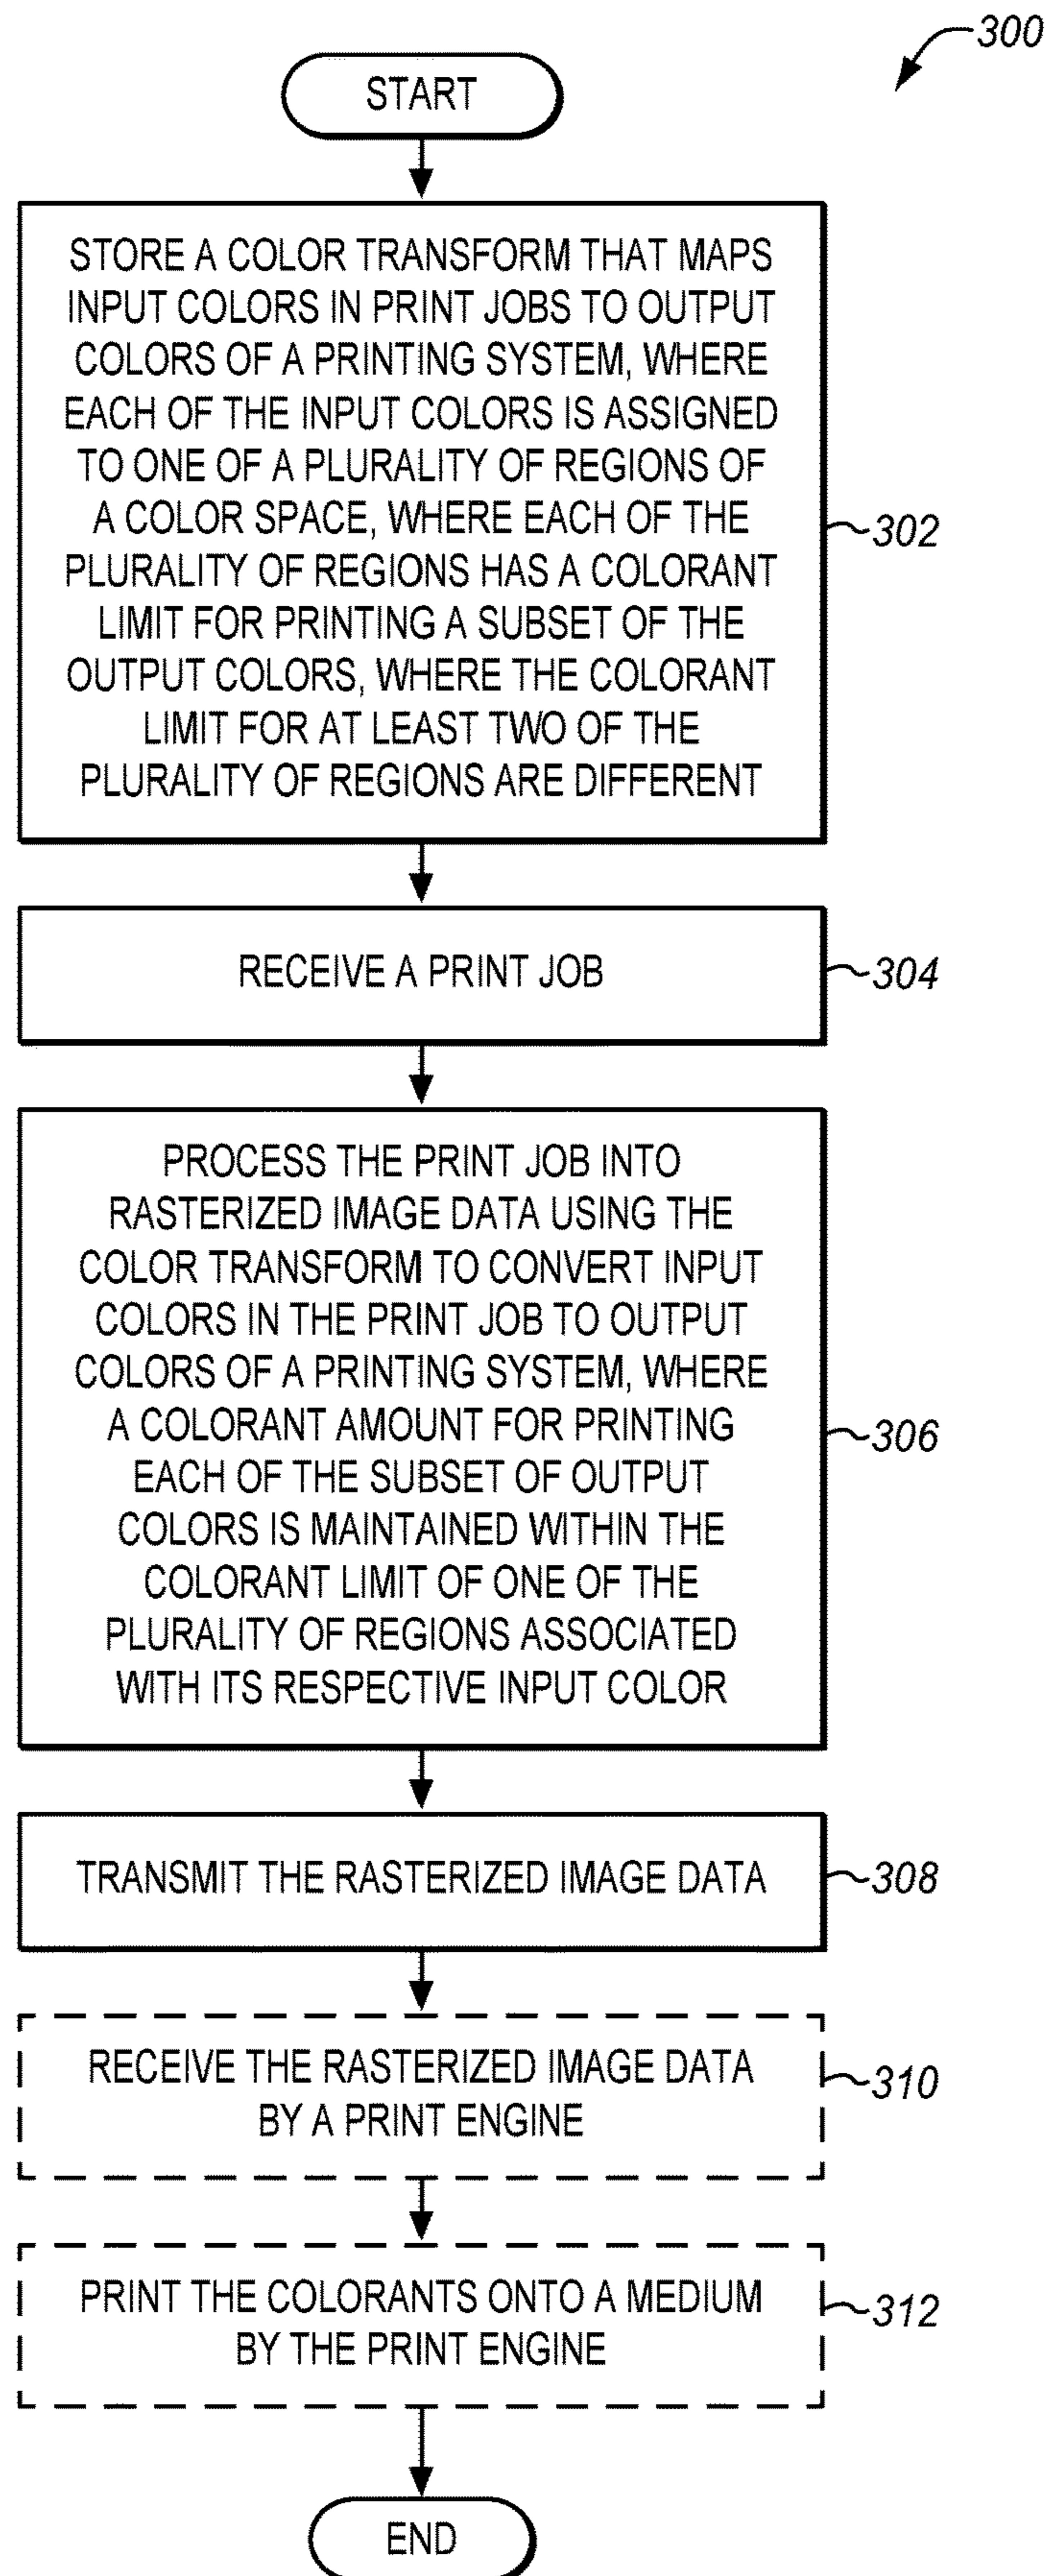 300
START
STORE A COLOR TRANSFORM THAT MAPS
INPUT COLORS IN PRINT JOBS TO OUTPUT
COLORS OF A PRINTING SYSTEM, WHERE
EACH OF THE INPUT COLORS IS ASSIGNED
TO ONE OF A PLURALITY OF REGIONS OF
A COLOR SPACE, WHERE EACH OF THE
PLURALITY OF REGIONS HAS A COLORANT
LIMIT FOR PRINTING A SUBSET OF THE
OUTPUT COLORS, WHERE THE COLORANT
LIMIT FOR AT LEAST TWO OF THE
PLURALITY OF REGIONS ARE DIFFERENT
302
RECEIVE A PRINT JOB
304
PROCESS THE PRINT JOB INTO
RASTERIZED IMAGE DATA USING THE
COLOR TRANSFORM TO CONVERT INPUT
COLORS IN THE PRINT JOB TO OUTPUT
COLORS OF A PRINTING SYSTEM, WHERE
A COLORANT AMOUNT FOR PRINTING
EACH OF THE SUBSET OF OUTPUT
COLORS IS MAINTAINED WITHIN THE
COLORANT LIMIT OF ONE OF THE
PLURALITY OF REGIONS ASSOCIATED
WITH ITS RESPECTIVE INPUT COLOR
306
TRANSMIT THE RASTERIZED IMAGE DATA
308
RECEIVE THE RASTERIZED IMAGE DATA
BY A PRINT ENGINE
310
PRINT THE COLORANTS ONTO A MEDIUM
BY THE PRINT ENGINE
312
END